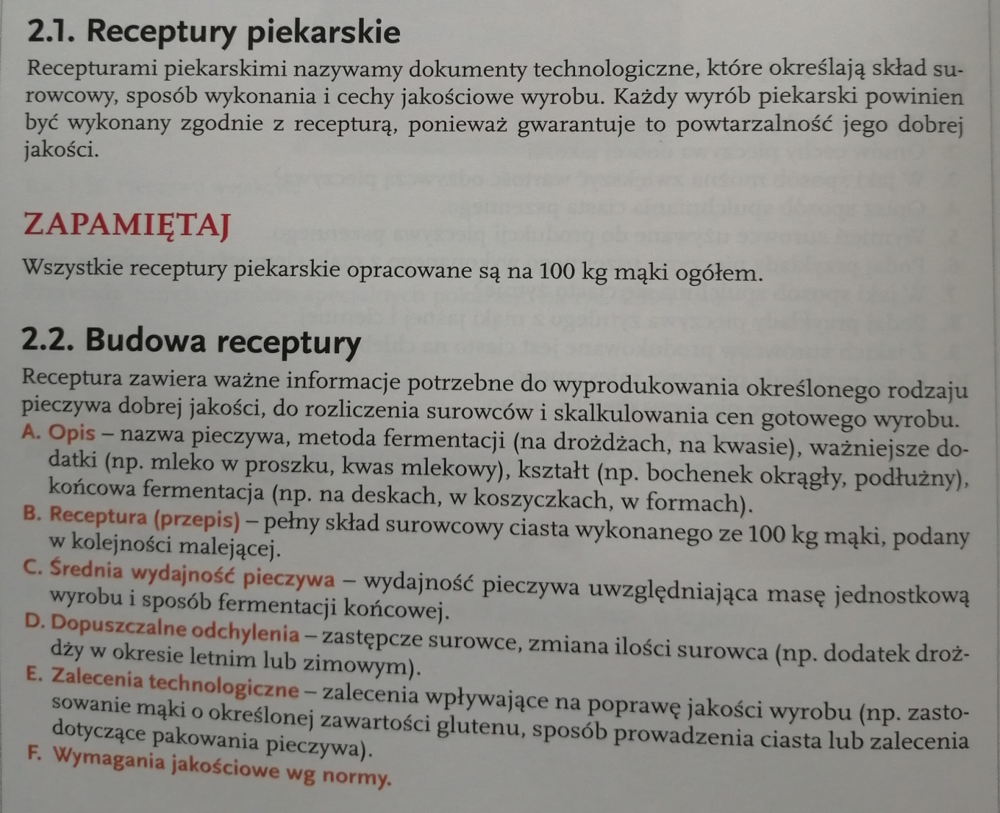 2.1. Receptury piekarskie
Recepturami piekarskimi nazywamy dokumenty technologiczne, które określają skład su-
rowcowy, sposób wykonania i cechy jakościowe wyrobu. Każdy wyrób piekarski powinien
być wykonany zgodnie z recepturą, ponieważ gwarantuje to powtarzalność jego dobrej
jakości.
ZAPAMIĘTAJ
Wszystkie receptury piekarskie opracowane są na 100 kg mąki ogółem.
2.2. Budowa receptury
Receptura zawiera ważne informacje potrzebne do wyprodukowania określonego rodzaju
pieczywa dobrej jakości, do rozliczenia surowców i skalkulowania cen gotowego wyrobu.
A. Opis – nazwa pieczywa, metoda fermentacji (na drożdżach, na kwasie), ważniejsze do-
datki (np. mleko w proszku, kwas mlekowy), kształt (np. bochenek okrągły, podłużny),
końcowa fermentacja (np. na deskach, w koszyczkach, w formach).
B. Receptura (przepis) – pełny skład surowcowy ciasta wykonanego ze 100 kg mąki, podany
w kolejności malejącej.
C. Średnia wydajność pieczywa – wydajność pieczywa uwzględniająca masę jednostkową
wyrobu i sposób fermentacji końcowej.
D. Dopuszczalne odchylenia – zastępcze surowce, zmiana ilości surowca (np. dodatek droż-
dży w okresie letnim lub zimowym).
E. Zalecenia technologiczne – zalecenia wpływające na poprawę jakości wyrobu (np. zasto-
sowanie mąki o określonej zawartości glutenu, sposób prowadzenia ciasta lub zalecenia
dotyczące pakowania pieczywa).
F. Wymagania jakościowe wg normy.